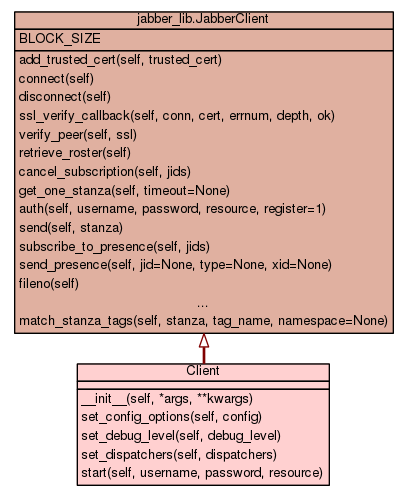 jabber_lib.JabberClient
BLOCK_SIZE
add_trusted_cert(self, trusted_cert)
connect(self)
disconnect(self)
ssl_verify_callback(self, conn, cert, errnum, depth, ok)
verify_peer(self, ssl)
retrieve_roster(self)
cancel_subscription(self, jids)
get_one_stanza(self, timeout=None)
auth(self, username, password, resource, register=1)
send(self, stanza)
subscribe_to_presence(self, jids)
send_presence(self, jid=None, type=None, xid=None)
fileno(self)
...
match_stanza_tags(self, stanza, tag_name, namespace=None)
Client
__init__(self, *args, **kwargs)
set_config_options(self, config)
set_debug_level(self, debug_level)
set_dispatchers(self, dispatchers)
start(self, username, password, resource)